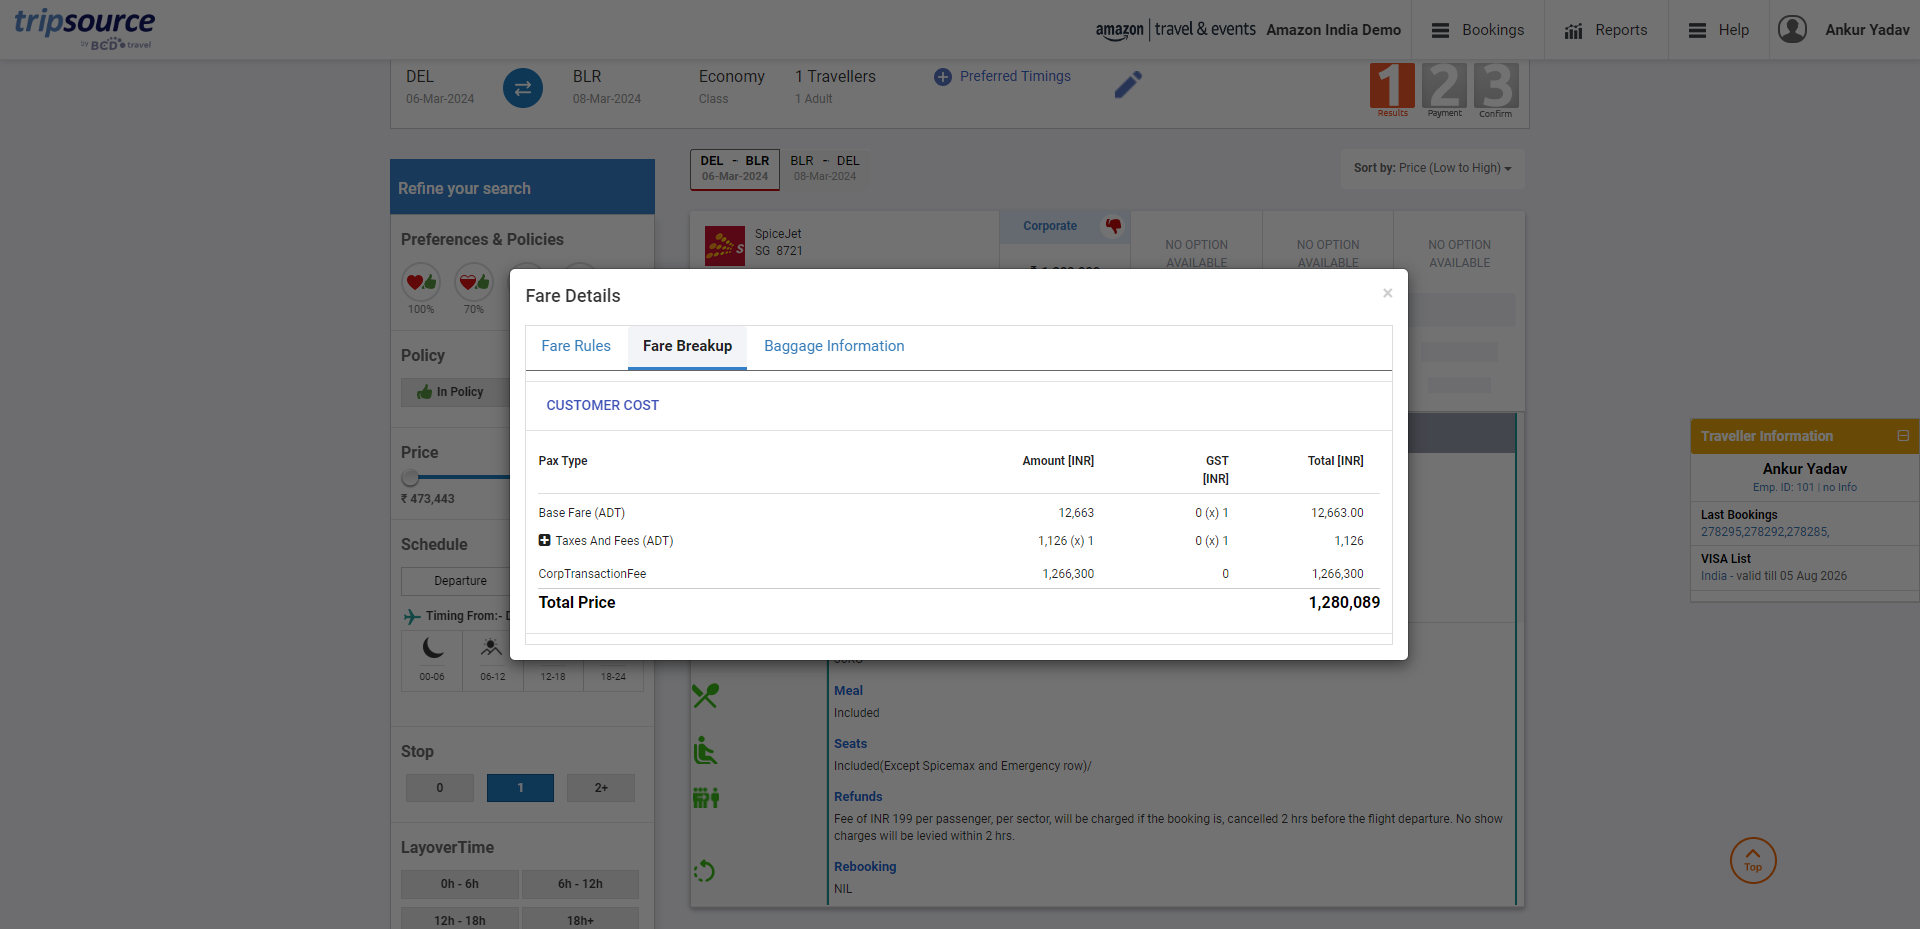 tripsource
by BCD travel
amazon | travel & events Amazon India Demo
Bookings
Reports
Help
Ankur Yadav
DEL
06-Mar-2024
BLR
08-Mar-2024
Economy
Class
1 Travellers
1 Adult
Preferred Timings
1 2 3
Results Payment Confirm
DEL - BLR
06-Mar-2024
BLR - DEL
08-Mar-2024
Sort by: Price (Low to High)
Refine your search
Preferences & Policies
100% 70%
Policy
In Policy
Price
₹ 473,443
Schedule
Departure
Timing From:-
00-06 06-12 12-18 18-24
Stop
0 1 2+
LayoverTime
0h - 6h 6h - 12h
12h - 18h 18h+
SpiceJet
SG 8721
Corporate
NO OPTION
AVAILABLE
NO OPTION
AVAILABLE
NO OPTION
AVAILABLE
Fare Details
×
Fare Rules Fare Breakup Baggage Information
CUSTOMER COST
Pax Type Amount [INR] GST [INR] Total [INR]
Base Fare (ADT) 12,663 0 (x) 1 12,663.00
Taxes And Fees (ADT) 1,126 (x) 1 0 (x) 1 1,126
CorpTransactionFee 1,266,300 0 1,266,300
Total Price 1,280,089
Meal
Included
Seats
Included(Except Spicemax and Emergency row)/
Refunds
Fee of INR 199 per passenger, per sector, will be charged if the booking is, cancelled 2 hrs before the flight departure. No show
charges will be levied within 2 hrs.
Rebooking
NIL
Traveller Information
Ankur Yadav
Emp. ID: 101 | no Info
Last Bookings
278295,278292,278285,
VISA List
India - valid till 05 Aug 2026
Top